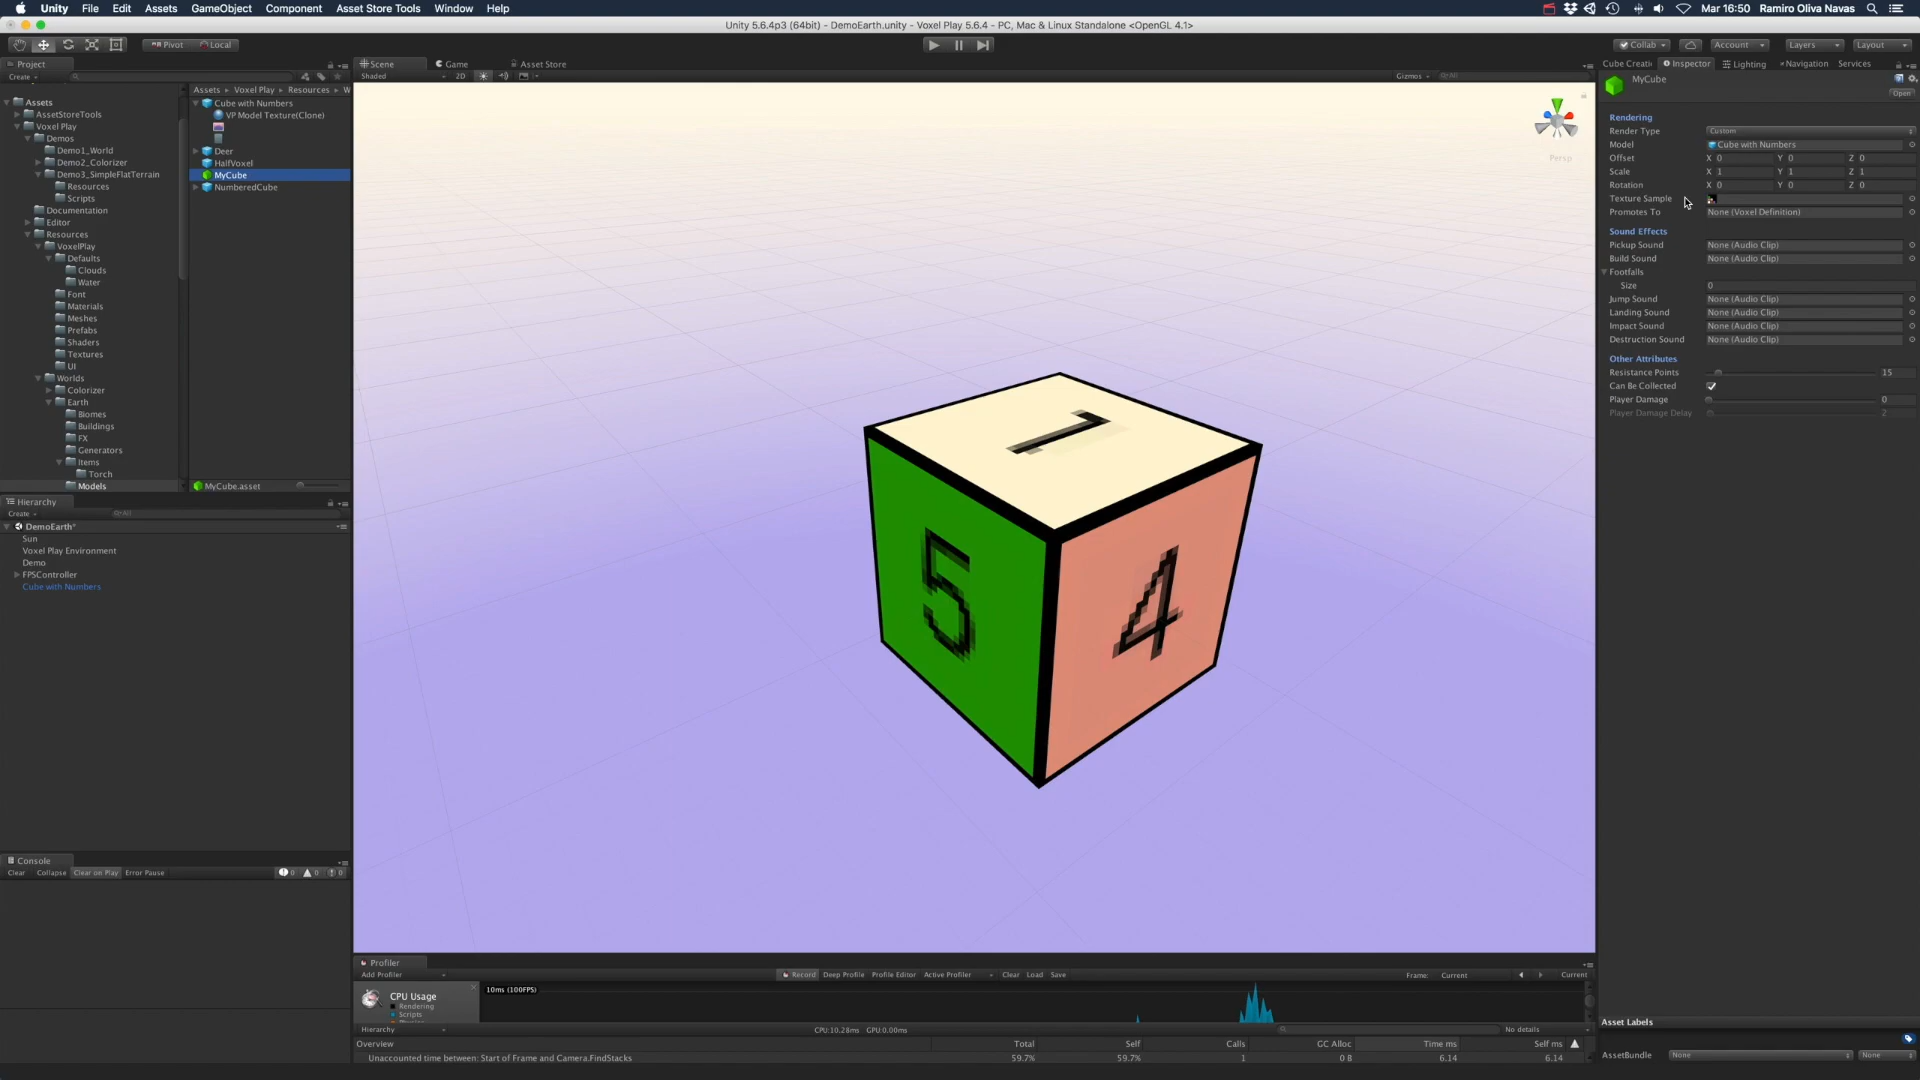 Unity File Edit Assets GameObject Component Asset Store Tools Window Help Mar 16:50 Ramiro Oliva Navas
Unity 5.6.4p3 (64bit) - DemoEarth.unity - Voxel Play 5.6.4 - PC, Mac & Linux Standalone <OpenGL 4.1>
Pivot Local Collab Account Layers Layout
Project
Create
Assets
AssetStoreTools
Voxel Play
Demos
Demo1_World
Demo2_Colorizer
Demo3_SimpleFlatTerrain
Resources
Scripts
Documentation
Editor
Resources
VoxelPlay
Defaults
Clouds
Water
Font
Materials
Meshes
Prefabs
Shaders
Textures
UI
Worlds
Colorizer
Earth
Biomes
Buildings
FX
Generators
Items
Torch
Models
Assets Voxel Play Resources W
Cube with Numbers
VP Model Texture(Clone)
Deer
HalfVoxel
MyCube
NumberedCube
MyCube.asset
Hierarchy
Create All
DemoEarth*
Sun
Voxel Play Environment
Demo
FPSController
Cube with Numbers
Console
Clear Collapse Clear on Play Error Pause 0 0 0
Scene Game Asset Store
Shaded 2D Gizmos All
Persp
1
5
4
Profiler
Add Profiler Record Deep Profile Profile Editor Active Profiler Clear Load Save Frame: Current Current
CPU Usage
Rendering
Scripts
10ms (100FPS)
Hierarchy CPU:10.28ms GPU:0.00ms No details
Overview Total Self Calls GC Alloc Time ms Self ms
Unaccounted time between: Start of Frame and Camera.FindStacks 59.7% 59.7% 1 0 B 6.14 6.14
Cube Creati Inspector Lighting Navigation Services
MyCube
Open
Rendering
Render Type Custom
Model Cube with Numbers
Offset X 0 Y 0 Z 0
Scale X 1 Y 1 Z 1
Rotation X 0 Y 0 Z 0
Texture Sample
Promotes To None (Voxel Definition)
Sound Effects
Pickup Sound None (Audio Clip)
Build Sound None (Audio Clip)
Footfalls
Size 0
Jump Sound None (Audio Clip)
Landing Sound None (Audio Clip)
Impact Sound None (Audio Clip)
Destruction Sound None (Audio Clip)
Other Attributes
Resistance Points 15
Can Be Collected
Player Damage 0
Player Damage Delay 2
Asset Labels
AssetBundle None None